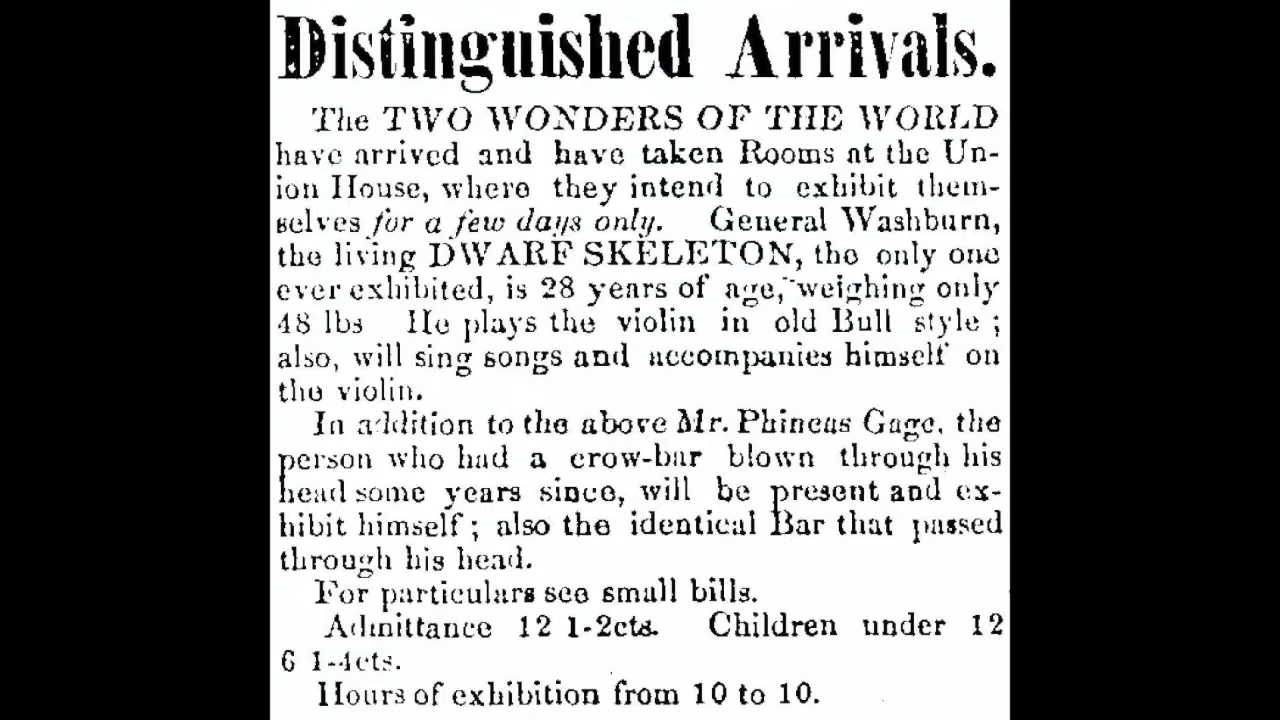 Distinguished Arrivals.
The TWO WONDERS OF THE WORLD
have arrived and have taken Rooms at the Un-
ion House, where they intend to exhibit them-
selves for a few days only. General Washburn,
the living DWARF SKELETON, the only one
ever exhibited, is 28 years of age, weighing only
48 lbs He plays the violin in old Bull style ;
also, will sing songs and accompanies himself on
the violin.
In addition to the above Mr. Phineas Gage, the
person who had a crow-bar blown through his
head some years since, will be present and ex-
hibit himself ; also the identical Bar that passed
through his head.
For particulars see small bills.
Admittance 12 1-2cts. Children under 12
6 1-4cts.
Hours of exhibition from 10 to 10.